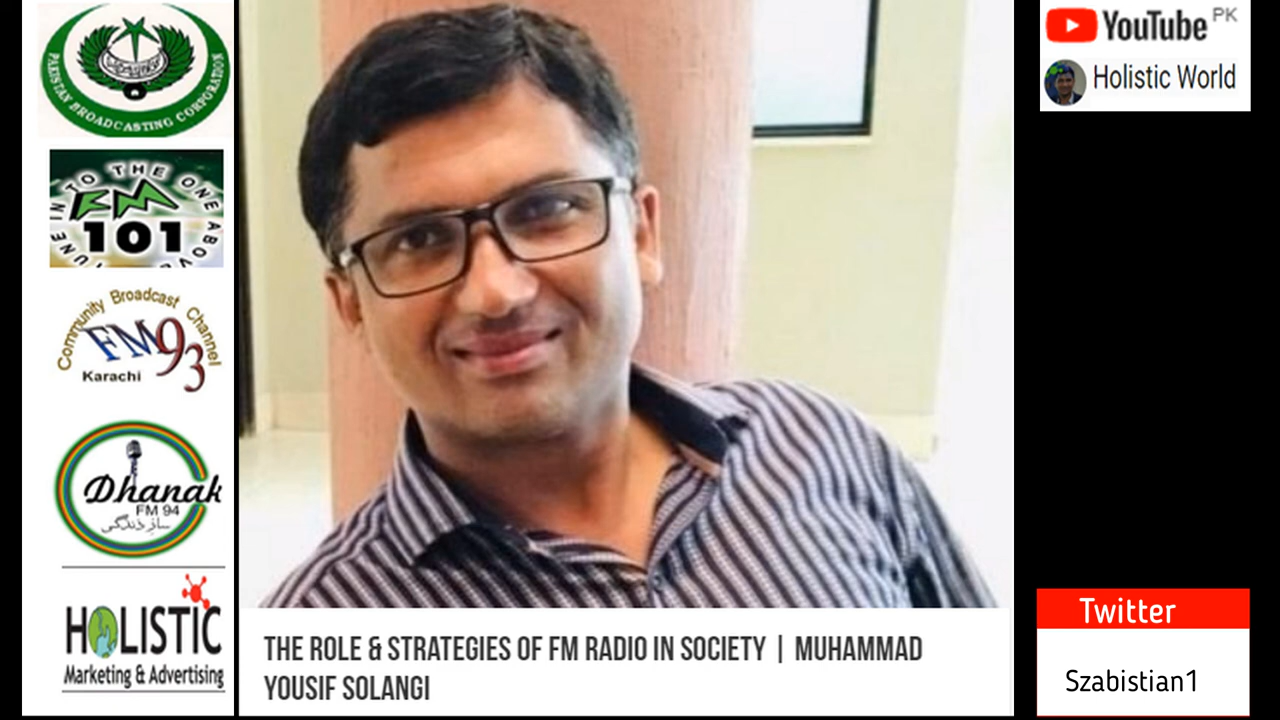 PAKISTAN BROADCASTING CORPORATION
TUNE IN TO THE ONE ABOVE
FM
101
Community Broadcast Channel
FM93
Karachi
Dhanak
FM 94
سازِ زندگی
HOLISTIC
Marketing & Advertising
THE ROLE & STRATEGIES OF FM RADIO IN SOCIETY | MUHAMMAD
YOUSIF SOLANGI
YouTube PK
Holistic World
Twitter
Szabistian1